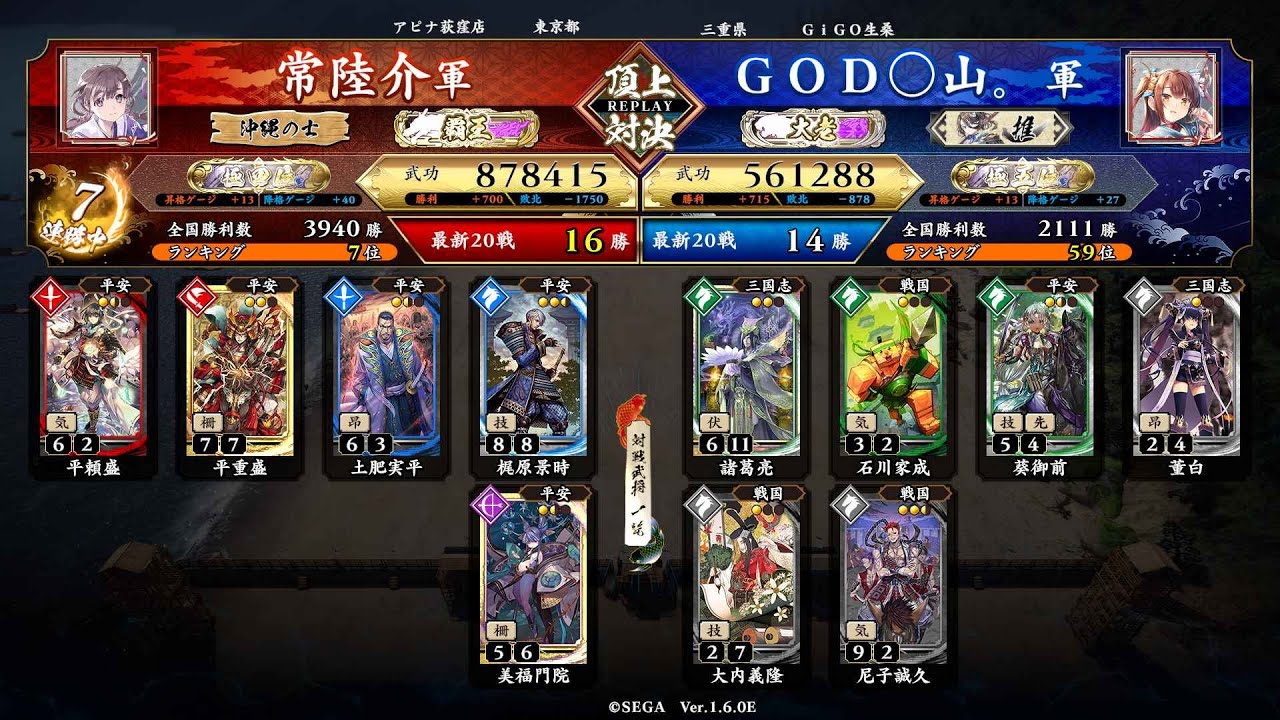 アピナ荻窪店 東京都
三重県 GiGO生桑
常陸介軍
頂上
REPLAY
対決
GOD〇山。 軍
沖縄の士
覇王
大老
推
7
連勝中
極四位
昇格ゲージ +13 降格ゲージ +40
武功 878415
勝利 +700 敗北 -1750
武功 561288
勝利 +715 敗北 -878
極五位
昇格ゲージ +13 降格ゲージ +27
全国勝利数 3940勝
ランキング 7位
最新20戦 16勝
最新20戦 14勝
全国勝利数 2111勝
ランキング 59位
平安
気
6 2
平頼盛
平安
柵
7 7
平重盛
平安
昂
6 3
土肥実平
平安
技
8 8
梶原景時
平安
柵
5 6
美福門院
対戦武将一覧
三国志
伏
6 11
諸葛亮
戦国
気
3 2
石川家成
平安
技 先
5 4
葵御前
三国志
昂
2 4
董白
戦国
技
2 7
大内義隆
戦国
気
9 2
尼子誠久
©SEGA Ver.1.6.0E